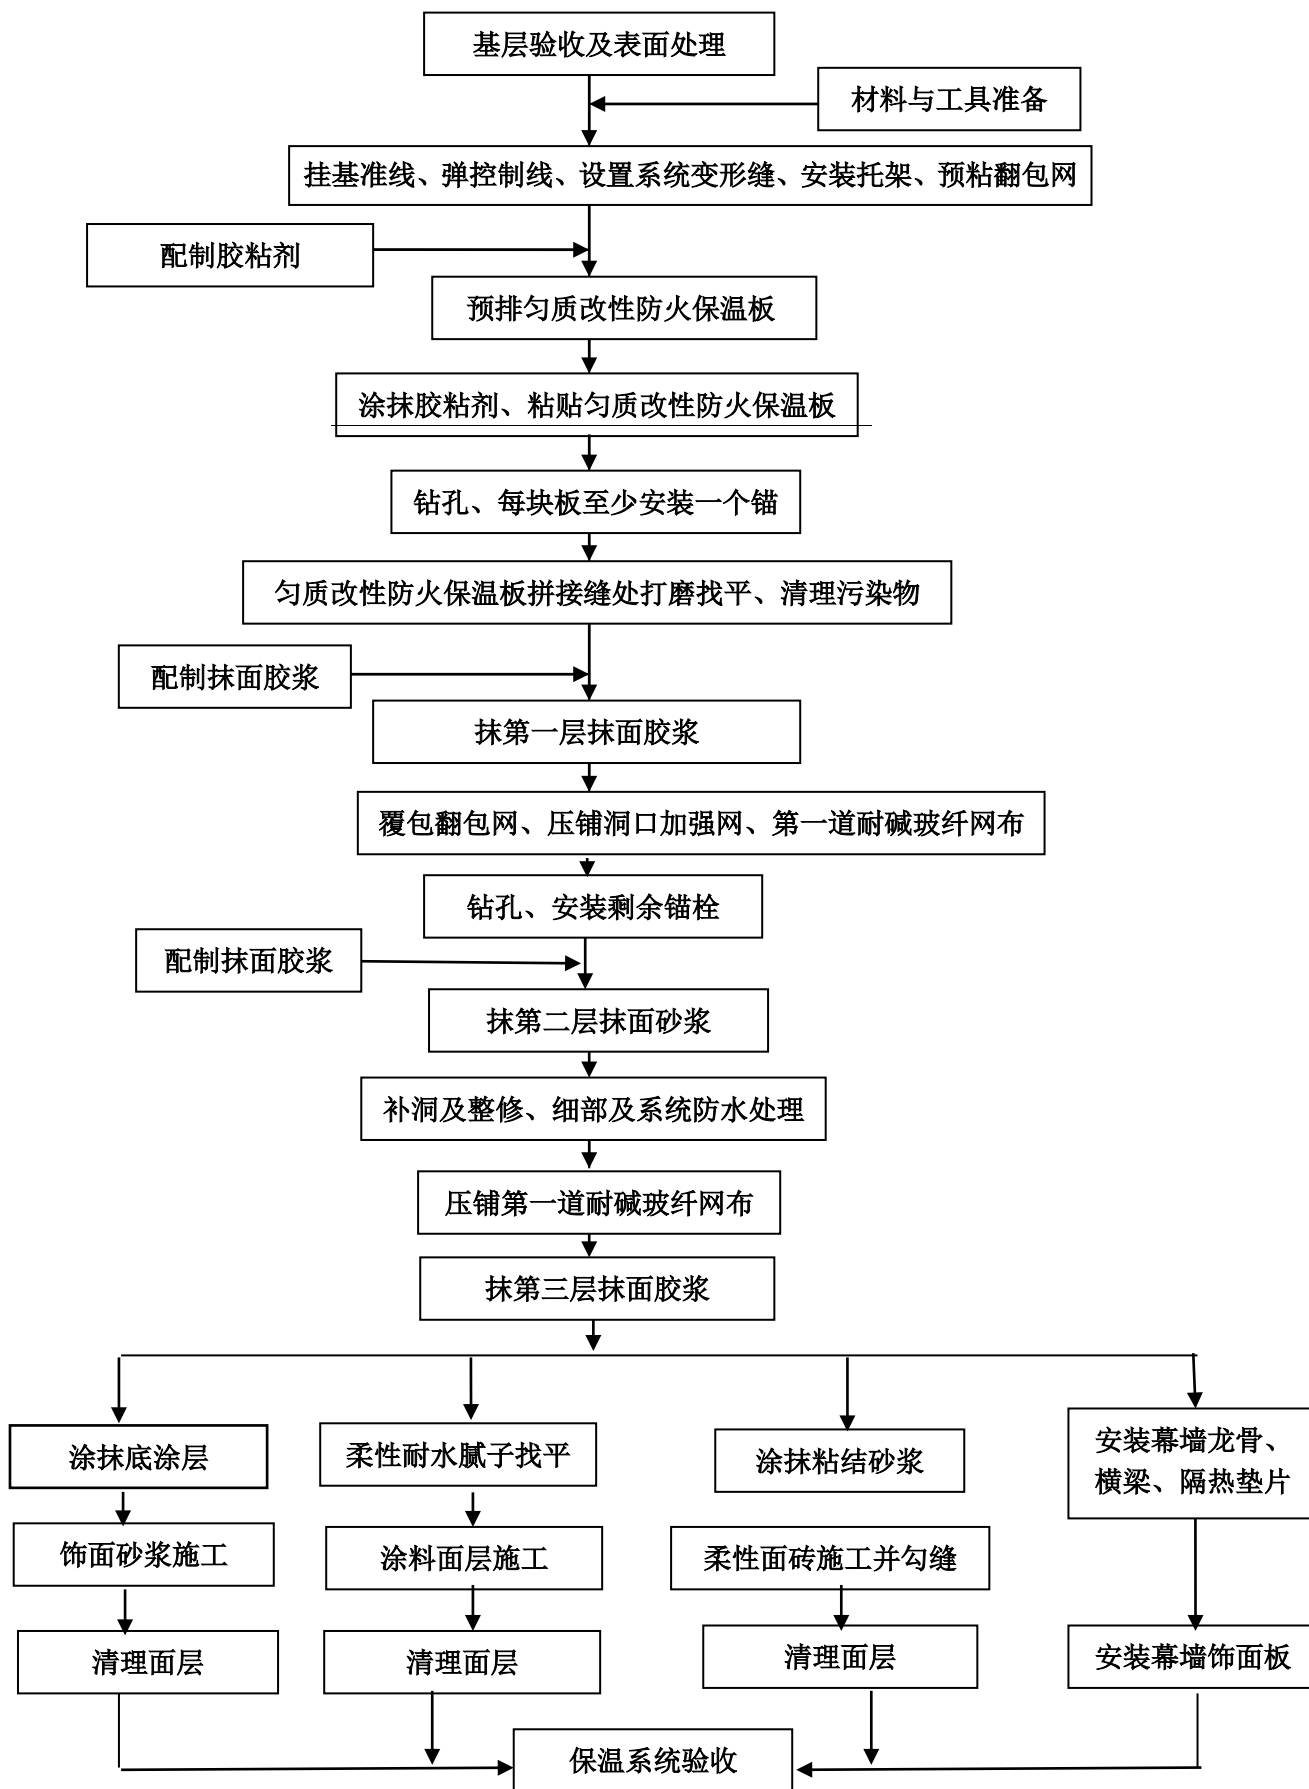 基层验收及表面处理
材料与工具准备
挂基准线、弹控制线、设置系统变形缝、安装托架、预粘翻包网
配制胶粘剂
预排匀质改性防火保温板
涂抹胶粘剂、粘贴匀质改性防火保温板
钻孔、每块板至少安装一个锚
匀质改性防火保温板拼接缝处打磨找平、清理污染物
配制抹面胶浆
抹第一层抹面胶浆
覆包翻包网、压铺洞口加强网、第一道耐碱玻纤网布
钻孔、安装剩余锚栓
配制抹面胶浆
抹第二层抹面砂浆
补洞及整修、细部及系统防水处理
压铺第一道耐碱玻纤网布
抹第三层抹面胶浆
涂抹底涂层
柔性耐水腻子找平
涂抹粘结砂浆
安装幕墙龙骨、
横梁、隔热垫片
饰面砂浆施工
涂料面层施工
柔性面砖施工并勾缝
清理面层
清理面层
清理面层
安装幕墙饰面板
保温系统验收